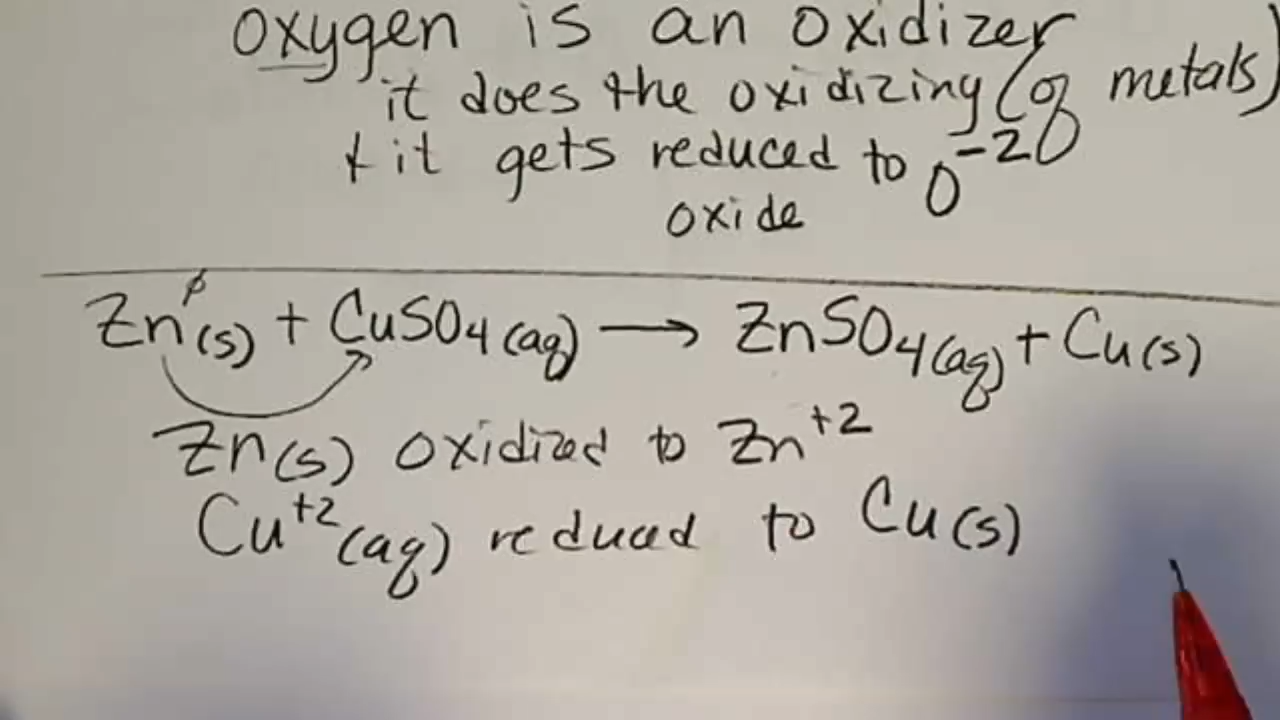 oxygen is an oxidizer
it does the oxidizing (of metals)
+ it gets reduced to O⁻²
oxide
Zn⁰(s) + CuSO₄(aq) → ZnSO₄(aq) + Cu(s)
Zn(s) oxidized to Zn⁺²
Cu⁺²(aq) reduced to Cu(s)